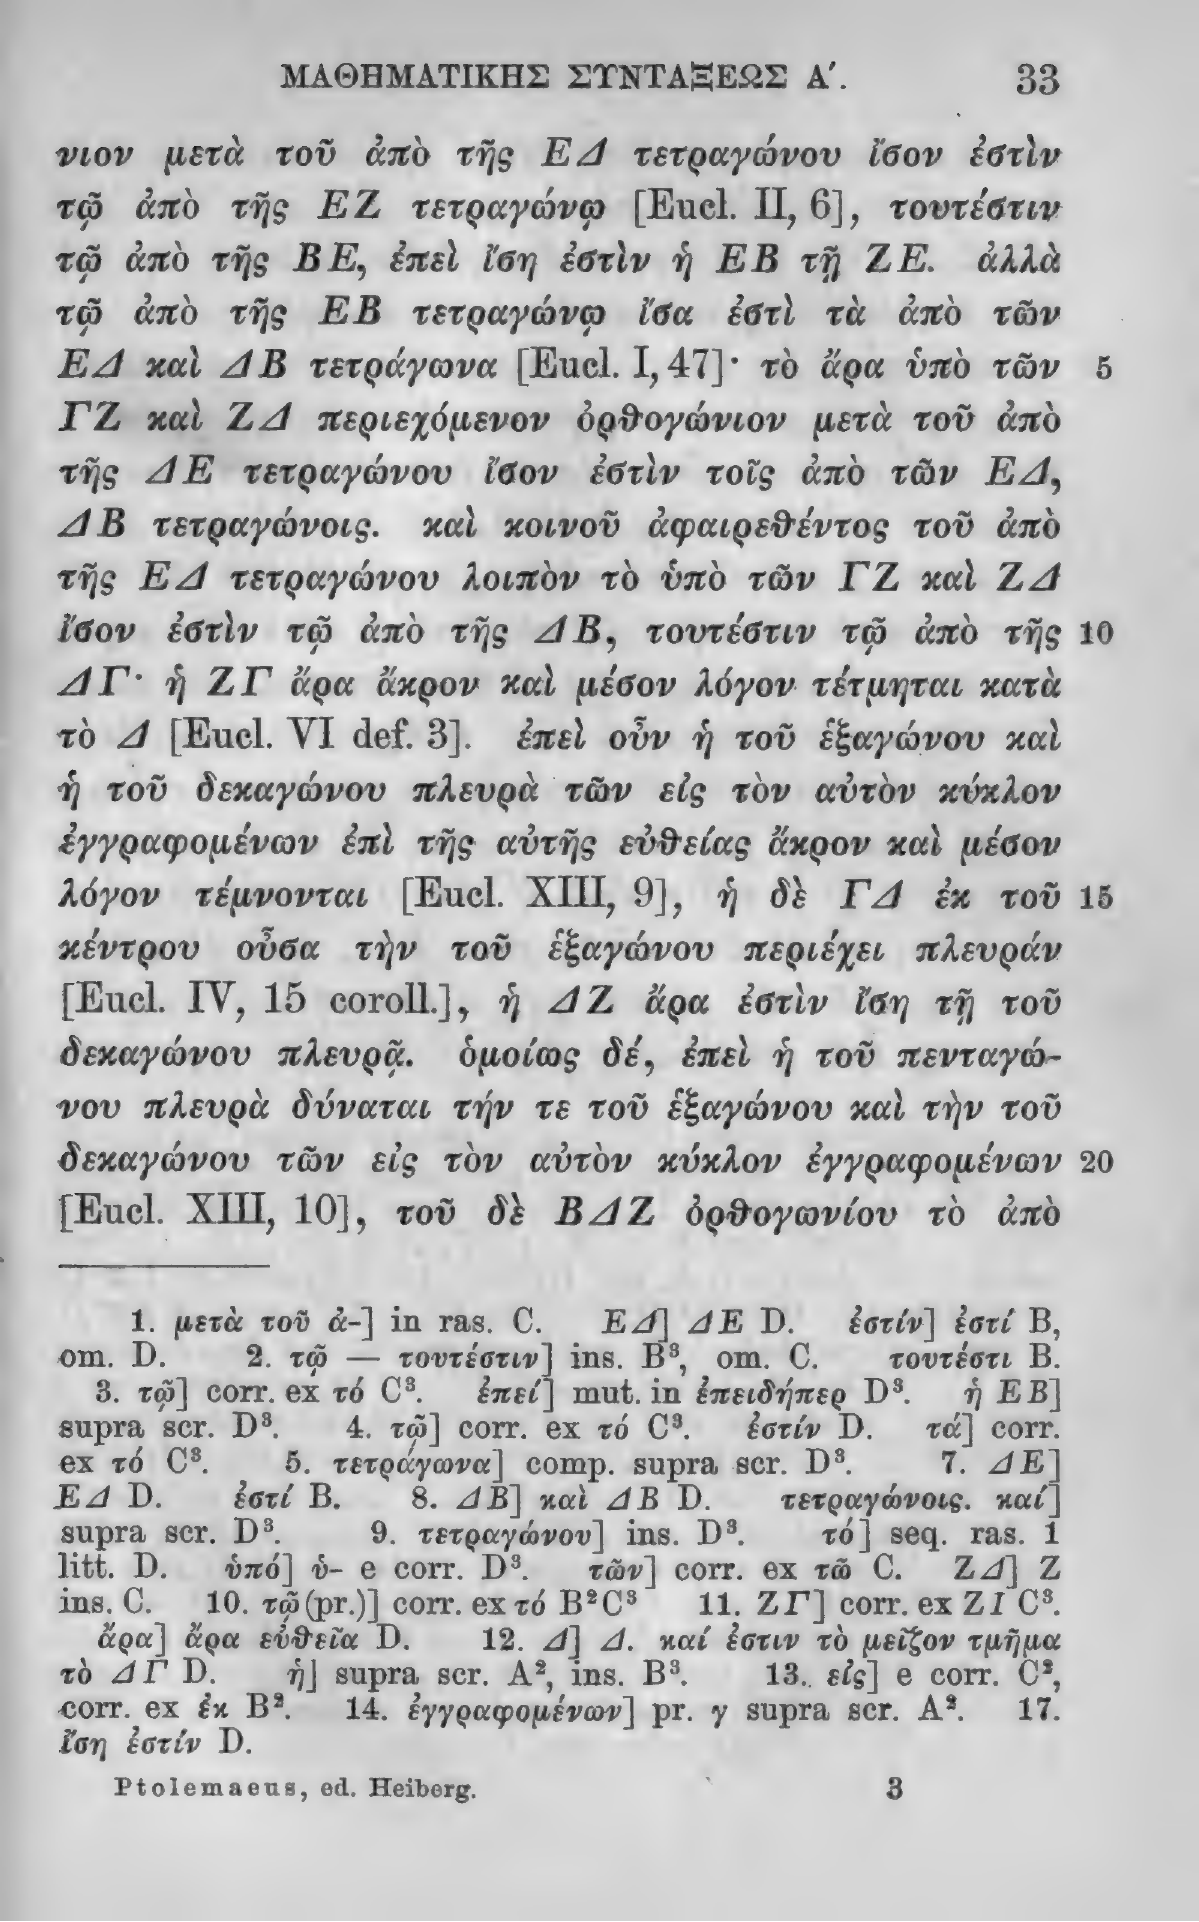 ΜΑΘΗΜΑΤΙΚΗΣ ΣΥΝΤΑΞΕΩΣ Α′. 33
νιον μετὰ τοῦ ἀπὸ τῆς ΕΔ τετραγώνου ἴσον ἐστὶν
τῷ ἀπὸ τῆς ΕΖ τετραγώνῳ [Eucl. II, 6], τουτέστιν
τῷ ἀπὸ τῆς ΒΕ, ἐπεὶ ἴση ἐστὶν ἡ ΕΒ τῇ ΖΕ. ἀλλὰ
τῷ ἀπὸ τῆς ΕΒ τετραγώνῳ ἴσα ἐστὶ τὰ ἀπὸ τῶν
ΕΔ καὶ ΔΒ τετράγωνα [Eucl. I, 47]· τὸ ἄρα ὑπὸ τῶν 5
ΓΖ καὶ ΖΔ περιεχόμενον ὀρθογώνιον μετὰ τοῦ ἀπὸ
τῆς ΔΕ τετραγώνου ἴσον ἐστὶν τοῖς ἀπὸ τῶν ΕΔ,
ΔΒ τετραγώνοις. καὶ κοινοῦ ἀφαιρεθέντος τοῦ ἀπὸ
τῆς ΕΔ τετραγώνου λοιπὸν τὸ ὑπὸ τῶν ΓΖ καὶ ΖΔ
ἴσον ἐστὶν τῷ ἀπὸ τῆς ΔΒ, τουτέστιν τῷ ἀπὸ τῆς 10
ΔΓ· ἡ ΖΓ ἄρα ἄκρον καὶ μέσον λόγον τέτμηται κατὰ
τὸ Δ [Eucl. VI def. 3]. ἐπεὶ οὖν ἡ τοῦ ἑξαγώνου καὶ
ἡ τοῦ δεκαγώνου πλευρὰ τῶν εἰς τὸν αὐτὸν κύκλον
ἐγγραφομένων ἐπὶ τῆς αὐτῆς εὐθείας ἄκρον καὶ μέσον
λόγον τέμνονται [Eucl. XIII, 9], ἡ δὲ ΓΔ ἐκ τοῦ 15
κέντρου οὖσα τὴν τοῦ ἑξαγώνου περιέχει πλευράν
[Eucl. IV, 15 coroll.], ἡ ΔΖ ἄρα ἐστὶν ἴση τῇ τοῦ
δεκαγώνου πλευρᾷ. ὁμοίως δέ, ἐπεὶ ἡ τοῦ πενταγώ-
νου πλευρὰ δύναται τήν τε τοῦ ἑξαγώνου καὶ τὴν τοῦ
δεκαγώνου τῶν εἰς τὸν αὐτὸν κύκλον ἐγγραφομένων 20
[Eucl. XIII, 10], τοῦ δὲ ΒΔΖ ὀρθογωνίου τὸ ἀπὸ
1. μετὰ τοῦ ἀ-] in ras. C. ΕΔ] ΔΕ D. ἐστίν] ἐστί B,
om. D. 2. τῷ — τουτέστιν] ins. B³, om. C. τουτέστι B.
3. τῷ] corr. ex τό C³. ἐπεί] mut. in ἐπειδήπερ D³. ἡ ΕΒ]
supra scr. D³. 4. τῷ] corr. ex τό C³. ἐστίν D. τά] corr.
ex τό C³. 5. τετράγωνα] comp. supra scr. D³. 7. ΔΕ]
ΕΔ D. ἐστί B. 8. ΔΒ] καὶ ΔΒ D. τετραγώνοις. καί]
supra scr. D³. 9. τετραγώνου] ins. D³. τό] seq. ras. 1
litt. D. ὑπό] ὑ- e corr. D³. τῶν] corr. ex τῶ C. ΖΔ] Ζ
ins. C. 10. τῷ (pr.)] corr. ex τό B²C³ 11. ΖΓ] corr. ex ΖΙ C³.
ἄρα] ἄρα εὐθεῖα D. 12. Δ] Δ. καί ἐστιν τὸ μεῖζον τμῆμα
τὸ ΔΓ D. ἡ] supra scr. A², ins. B³. 13. εἰς] e corr. C²,
corr. ex ἐκ B². 14. ἐγγραφομένων] pr. γ supra scr. A². 17.
ἴση ἐστίν D.
Ptolemaeus, ed. Heiberg. 3